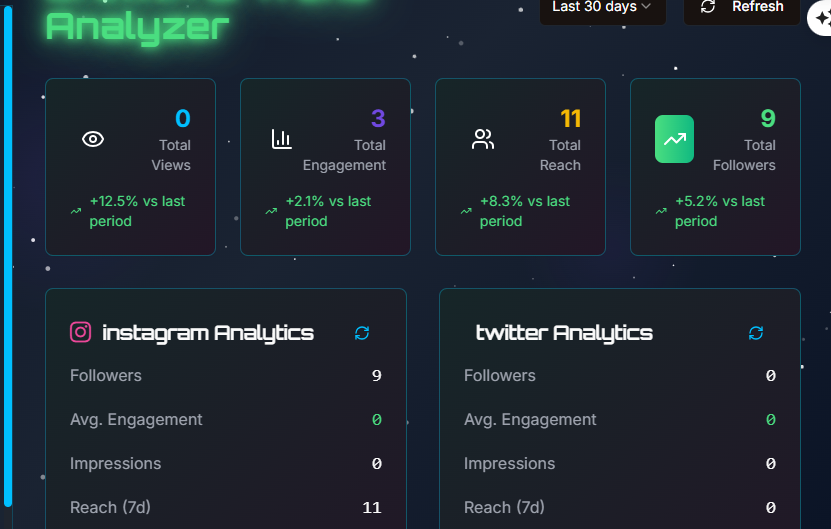 Analyzer
Last 30 days
Refresh
0
Total
Views
+12.5% vs last
period
3
Total
Engagement
+2.1% vs last
period
11
Total
Reach
+8.3% vs last
period
9
Total
Followers
+5.2% vs last
period
instagram Analytics
Followers 9
Avg. Engagement 0
Impressions 0
Reach (7d) 11
twitter Analytics
Followers 0
Avg. Engagement 0
Impressions 0
Reach (7d) 0